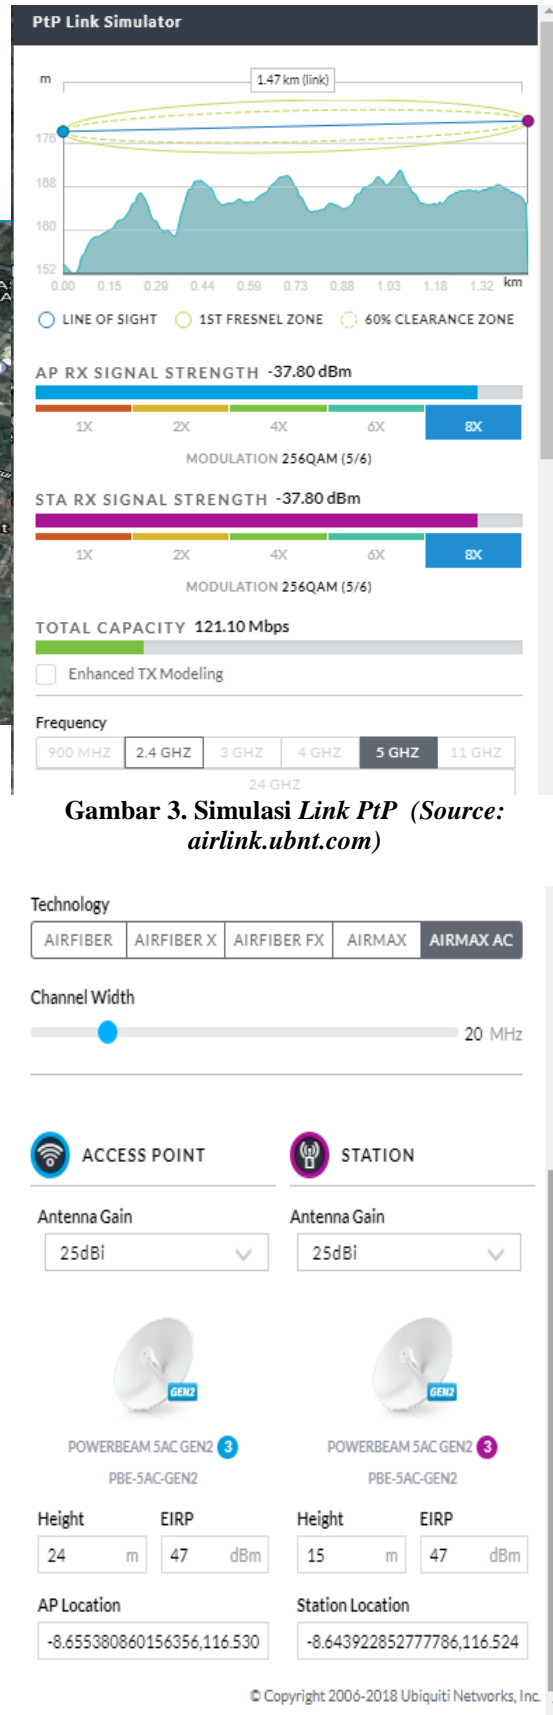 PtP Link Simulator
m
1.47 km (link)
176
168
160
152
0.00 0.15 0.29 0.44 0.59 0.73 0.88 1.03 1.18 1.32 km
LINE OF SIGHT 1ST FRESNEL ZONE 60% CLEARANCE ZONE
AP RX SIGNAL STRENGTH -37.80 dBm
1X 2X 4X 6X 8X
MODULATION 256QAM (5/6)
STA RX SIGNAL STRENGTH -37.80 dBm
1X 2X 4X 6X 8X
MODULATION 256QAM (5/6)
TOTAL CAPACITY 121.10 Mbps
Enhanced TX Modeling
Frequency
900 MHZ 2.4 GHZ 3 GHZ 4 GHZ 5 GHZ 11 GHZ
24 GHZ
Gambar 3. Simulasi Link PtP (Source:
airlink.ubnt.com)
Technology
AIRFIBER AIRFIBER X AIRFIBER FX AIRMAX AIRMAX AC
Channel Width
20 MHz
ACCESS POINT STATION
Antenna Gain Antenna Gain
25dBi 25dBi
GEN2 GEN2
POWERBEAM 5AC GEN2 3 POWERBEAM 5AC GEN2 3
PBE-5AC-GEN2 PBE-5AC-GEN2
Height EIRP Height EIRP
24 m 47 dBm 15 m 47 dBm
AP Location Station Location
-8.655380860156356,116.530 -8.643922852777786,116.524
© Copyright 2006-2018 Ubiquiti Networks, Inc.